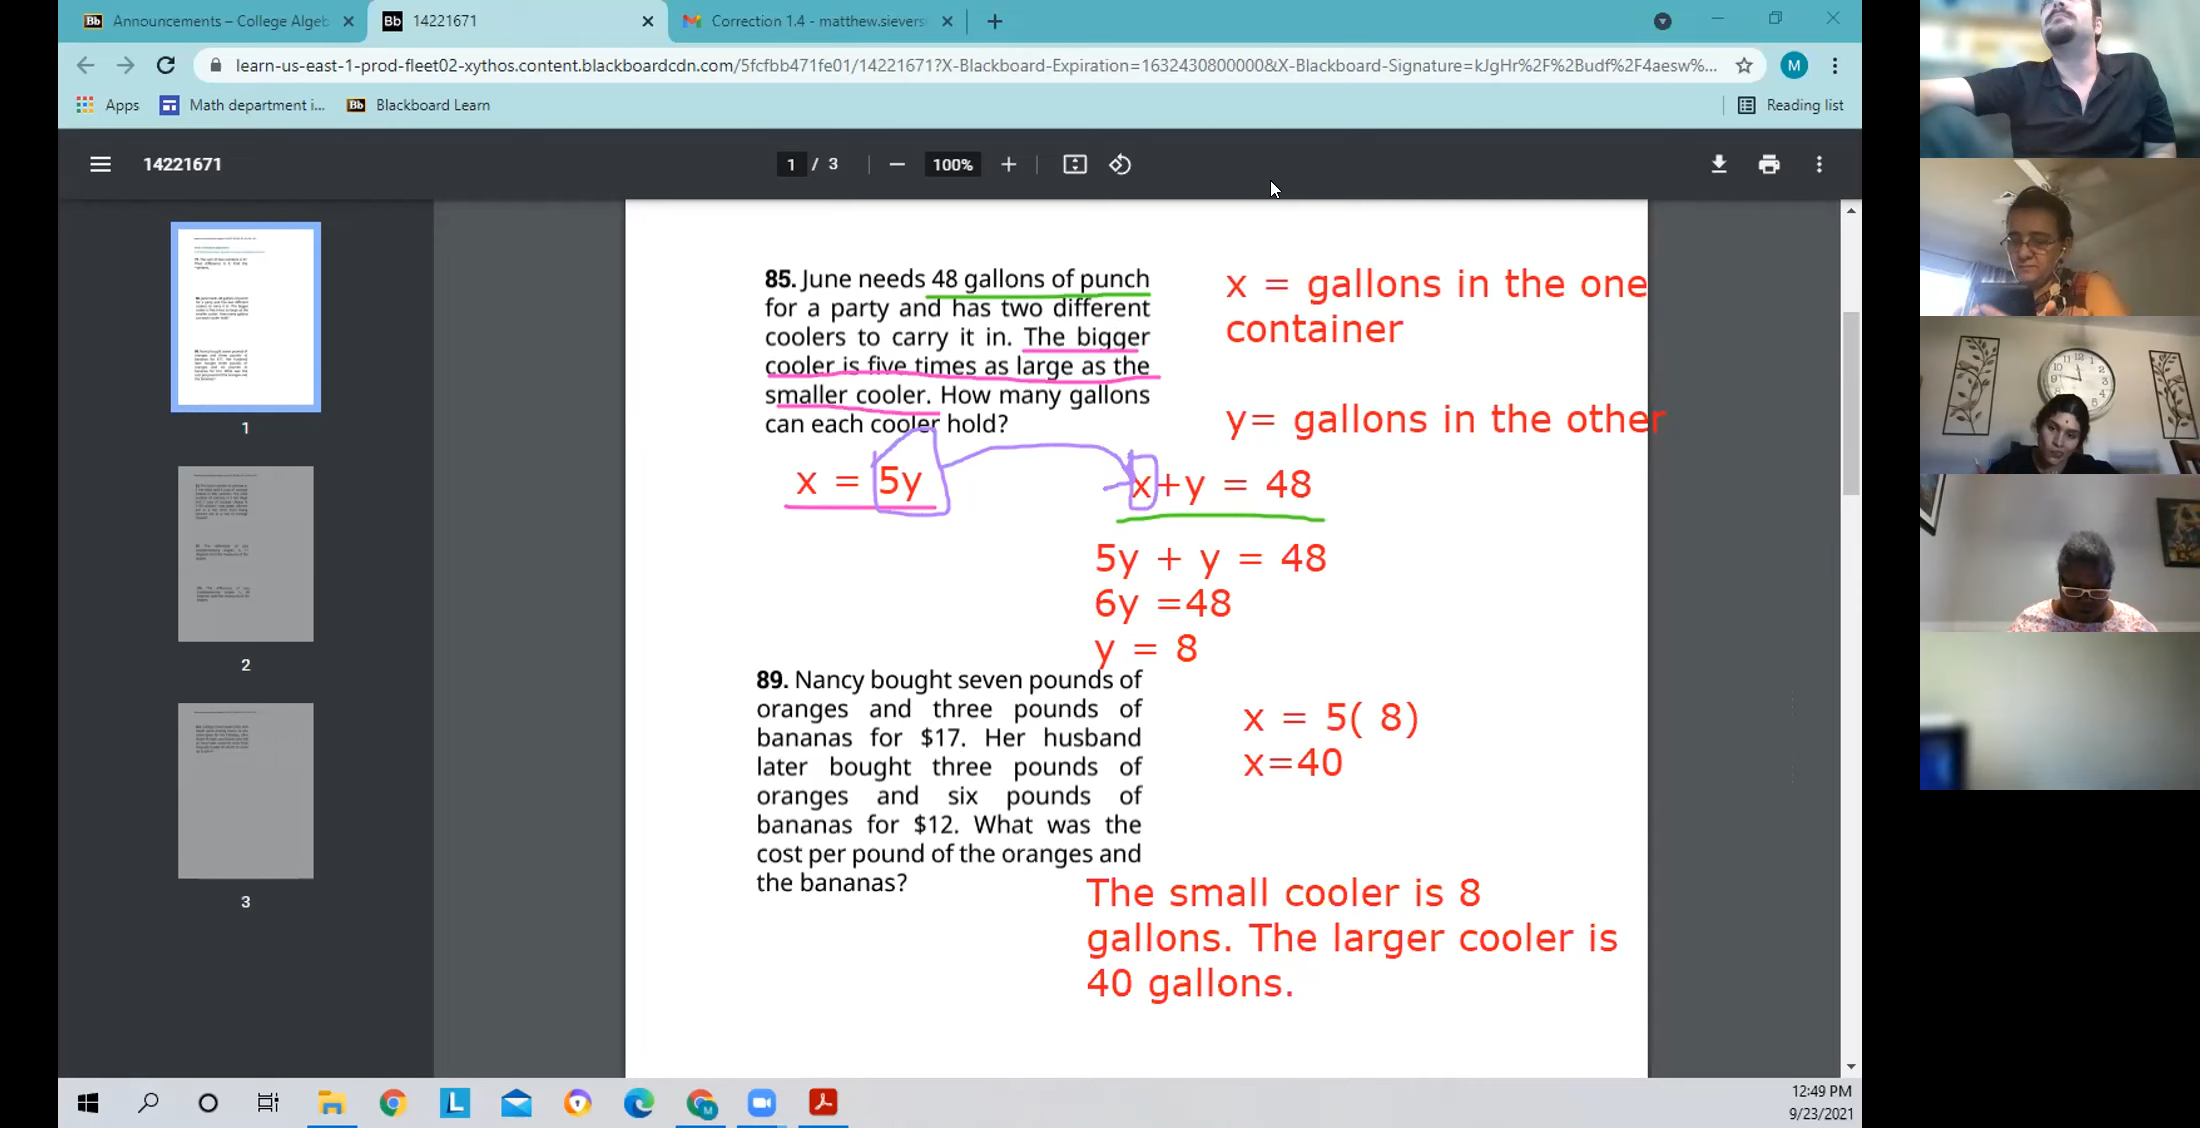 Announcements – College Algeb
14221671
Correction 1.4 - matthew.sievers
learn-us-east-1-prod-fleet02-xythos.content.blackboardcdn.com/5fcfbb471fe01/14221671?X-Blackboard-Expiration=1632430800000&X-Blackboard-Signature=kJgHr%2F%2Budf%2F4aesw%...
M
Apps
Math department i...
Bb Blackboard Learn
Reading list
14221671
1 / 3
100%
85. June needs 48 gallons of punch
for a party and has two different
coolers to carry it in. The bigger
cooler is five times as large as the
smaller cooler. How many gallons
can each cooler hold?
x = gallons in the one
container
y= gallons in the other
x = 5y
x+y = 48
5y + y = 48
6y =48
y = 8
89. Nancy bought seven pounds of
oranges and three pounds of
bananas for $17. Her husband
later bought three pounds of
oranges and six pounds of
bananas for $12. What was the
cost per pound of the oranges and
the bananas?
x = 5( 8)
x=40
The small cooler is 8
gallons. The larger cooler is
40 gallons.
1
2
3
12:49 PM
9/23/2021